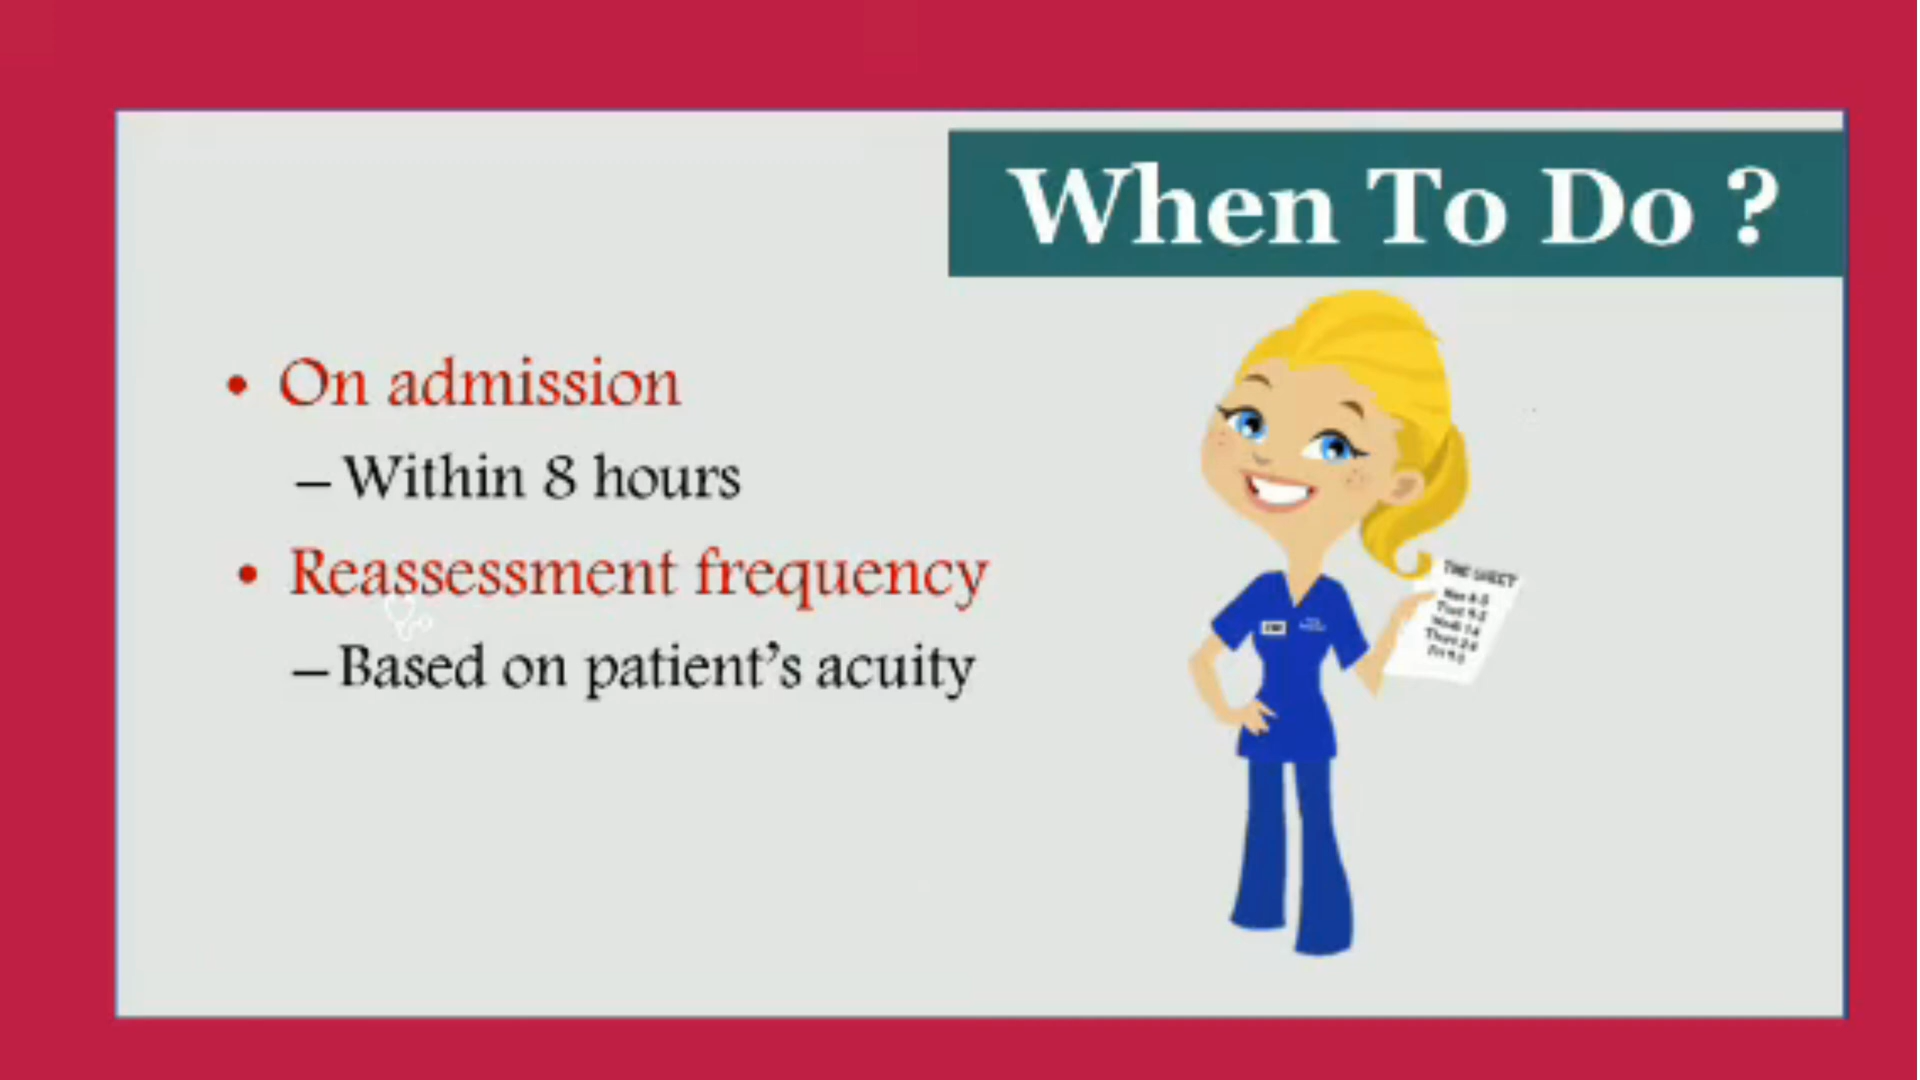 When To Do ?
• On admission
– Within 8 hours
• Reassessment frequency
– Based on patient's acuity